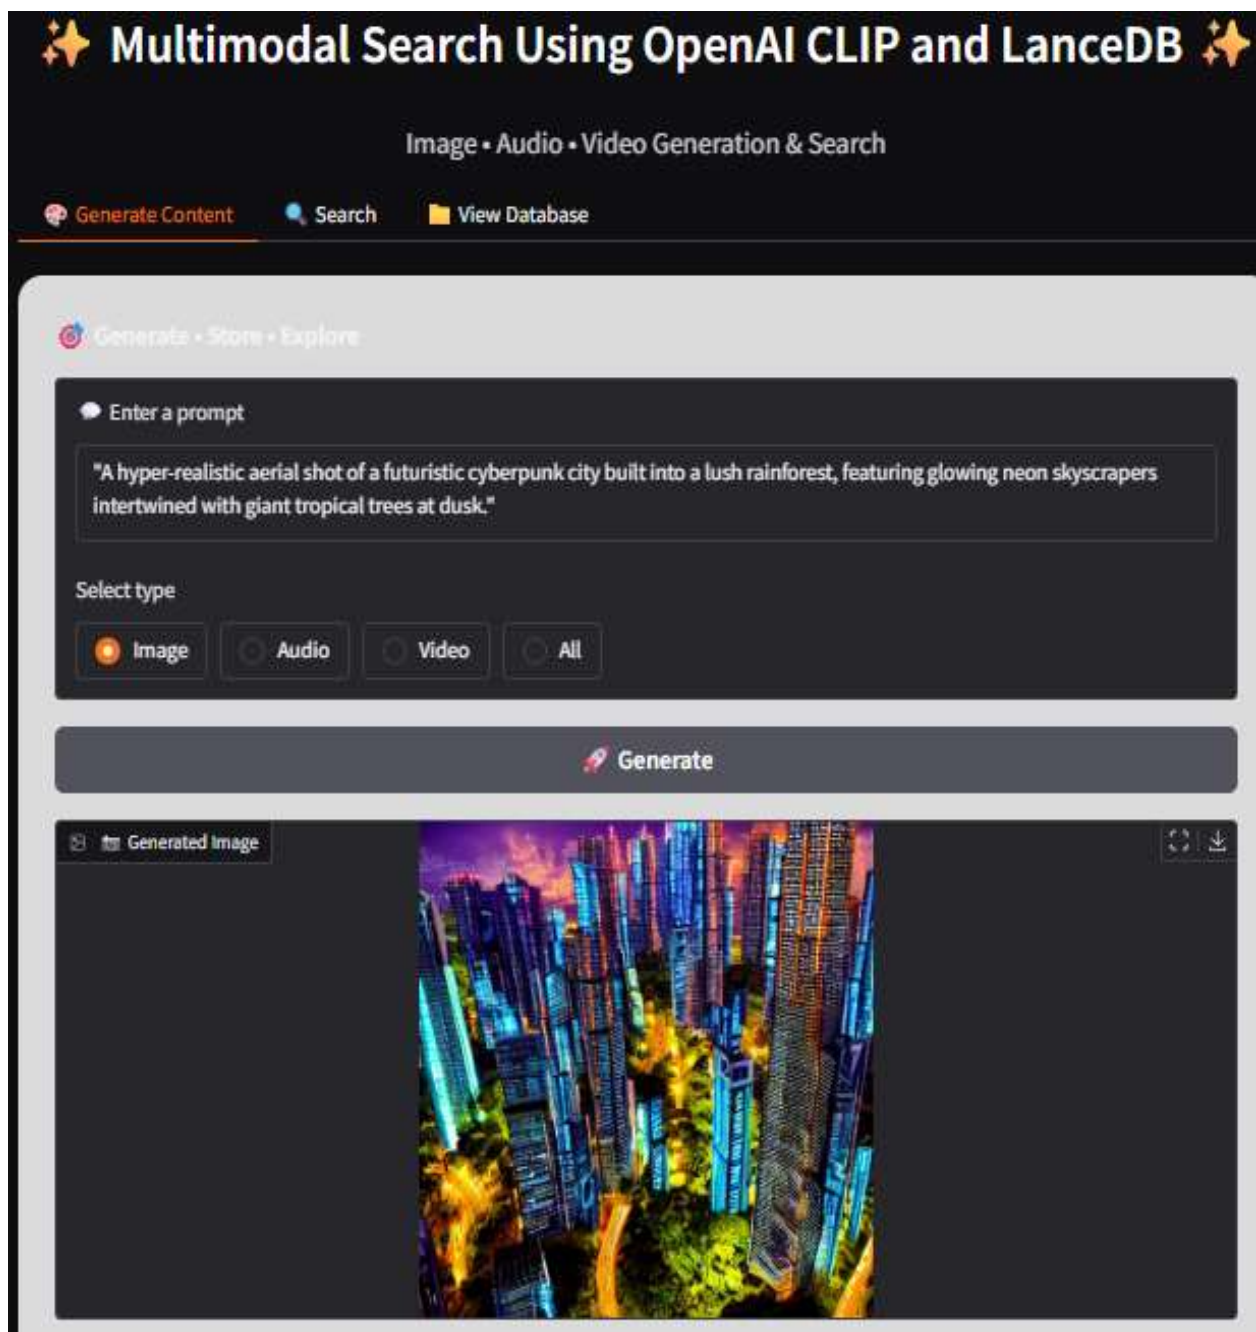 ✨ Multimodal Search Using OpenAI CLIP and LanceDB ✨
Image • Audio • Video Generation & Search
🎨 Generate Content 🔍 Search 📁 View Database
🎯 Generate • Store • Explore
💬 Enter a prompt
"A hyper-realistic aerial shot of a futuristic cyberpunk city built into a lush rainforest, featuring glowing neon skyscrapers
intertwined with giant tropical trees at dusk."
Select type
Image Audio Video All
🚀 Generate
Generated Image